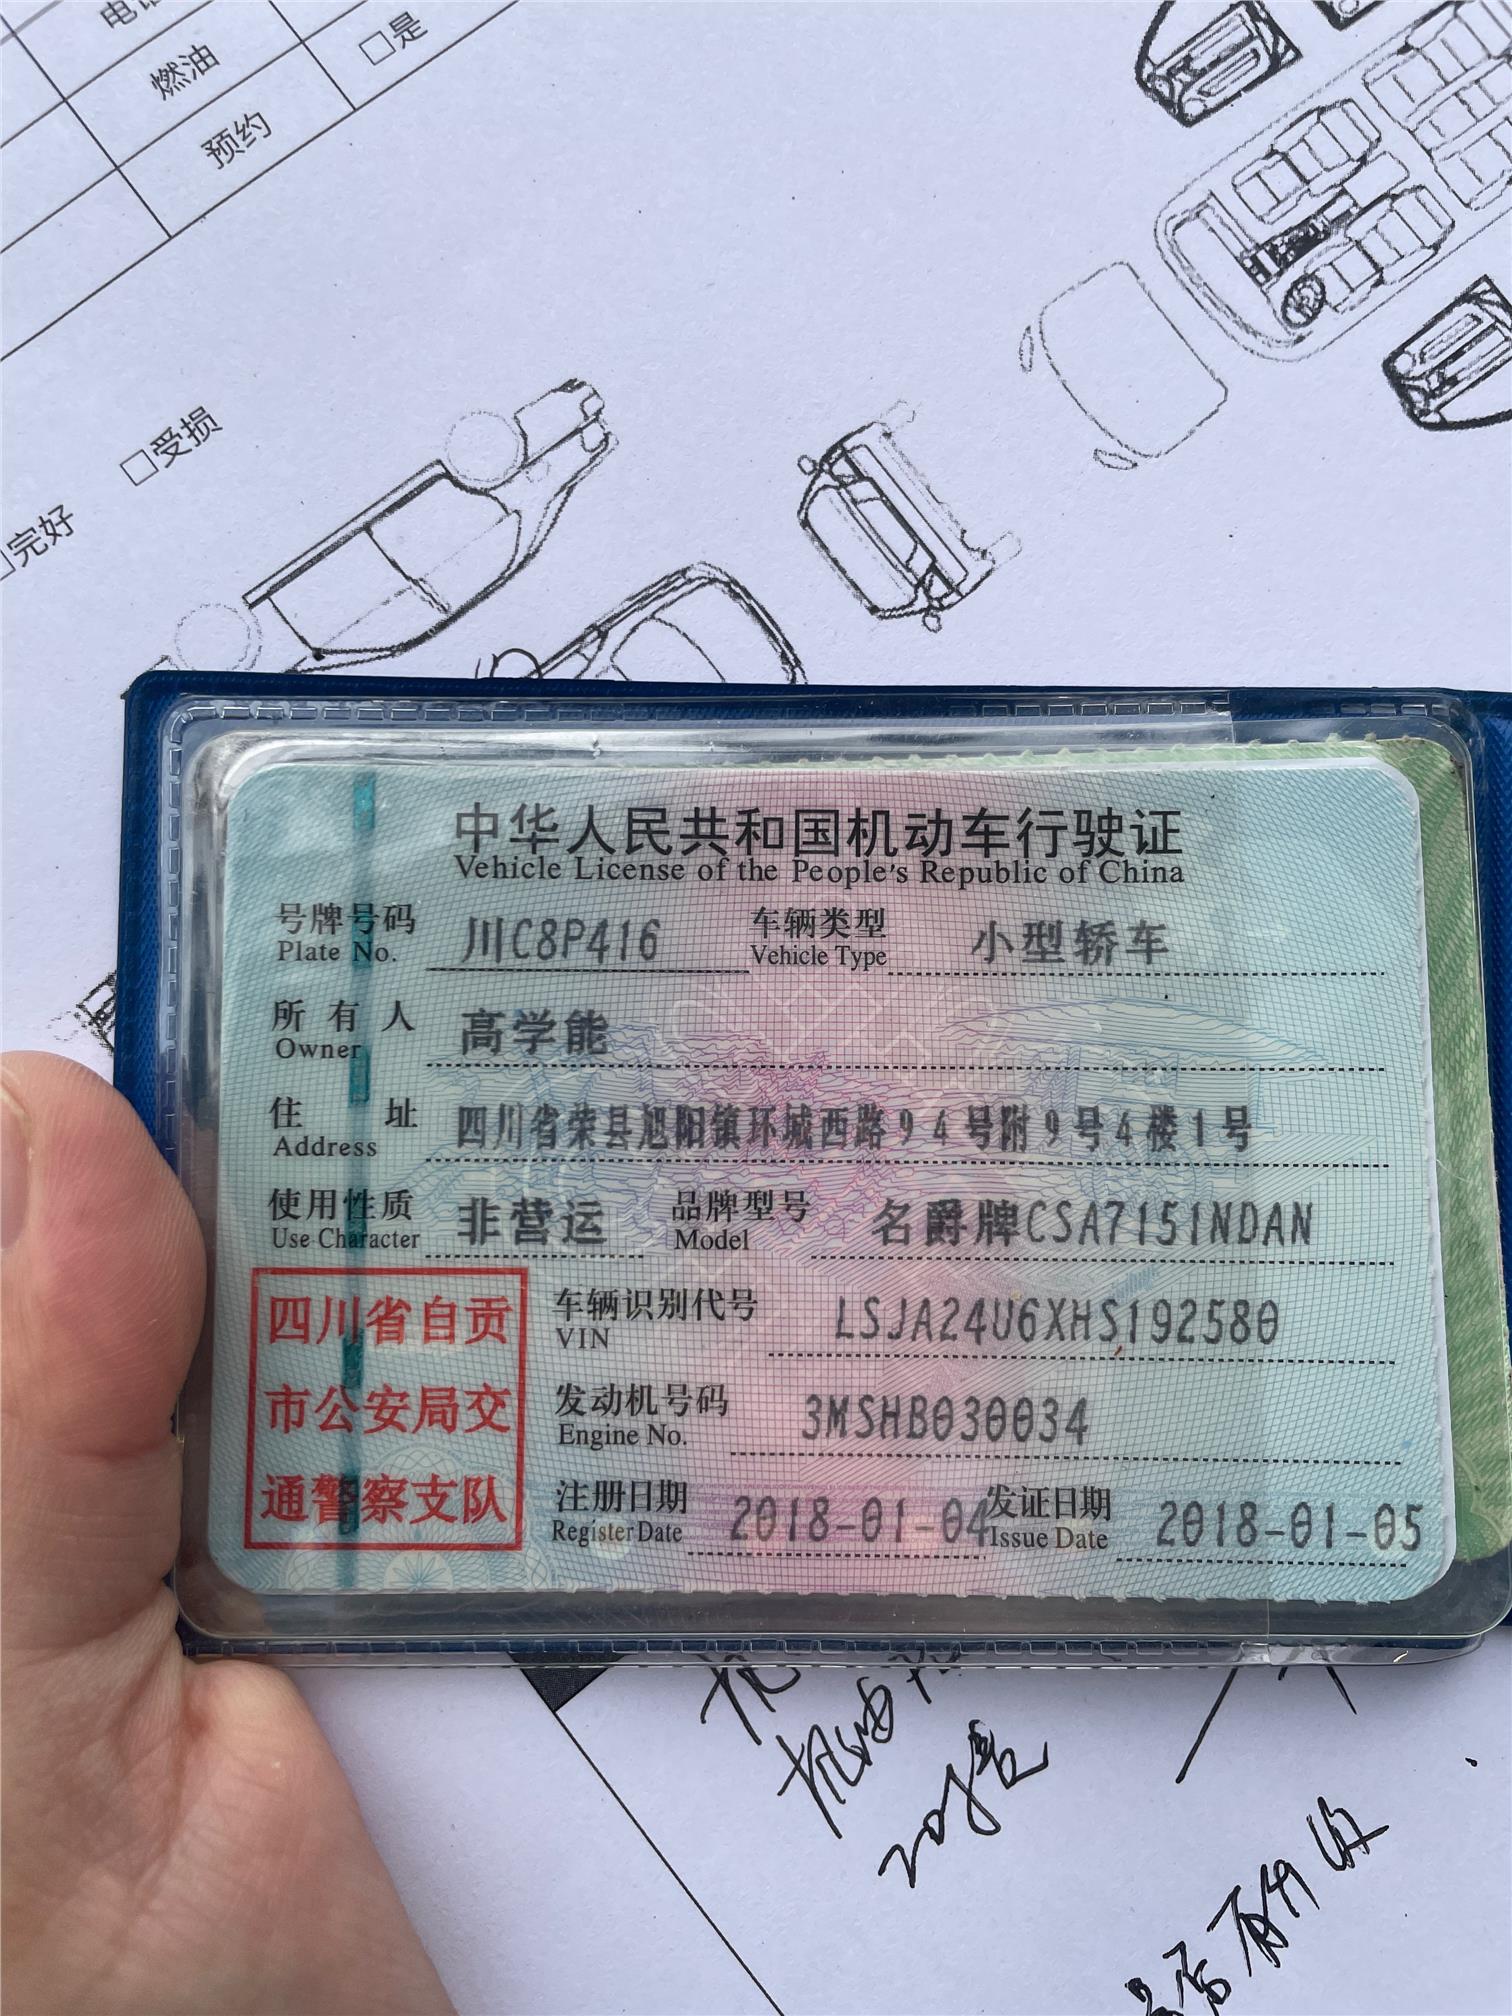 燃油
□是
预约
□受损
□完好
中华人民共和国机动车行驶证
Vehicle License of the People's Republic of China
号牌号码 川C8P416 车辆类型 小型轿车
Plate No. Vehicle Type
所有人 高学能
Owner
住址 四川省荣县旭阳镇环城西路94号附9号4楼1号
Address
使用性质 非营运 品牌型号 名爵牌CSA7151NDAN
Use Character Model
四川省自贡
市公安局交
通警察支队
车辆识别代号 LSJA24U6XHS192580
VIN
发动机号码 3MSHB030034
Engine No.
注册日期 2018-01-04 发证日期 2018-01-05
Register Date Issue Date
机油